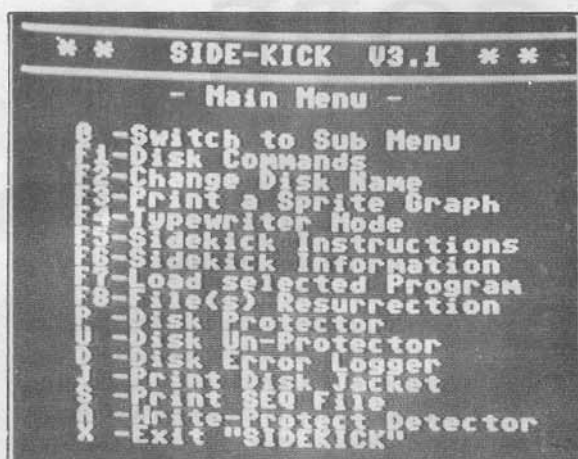 * * SIDE-KICK V3.1 * *
- Main Menu -
@ -Switch to Sub Menu
F1-Disk Commands
F2-Change Disk Name
F3-Print a Sprite Graph
F4-Typewriter Mode
F5-Sidekick Instructions
F6-Sidekick Information
F7-Load selected Program
F8-File(s) Resurrection
P -Disk Protector
U -Disk Un-Protector
D -Disk Error Logger
J -Print Disk Jacket
S -Print SEQ File
-Write-Protect Detector
X -Exit "SIDEKICK"